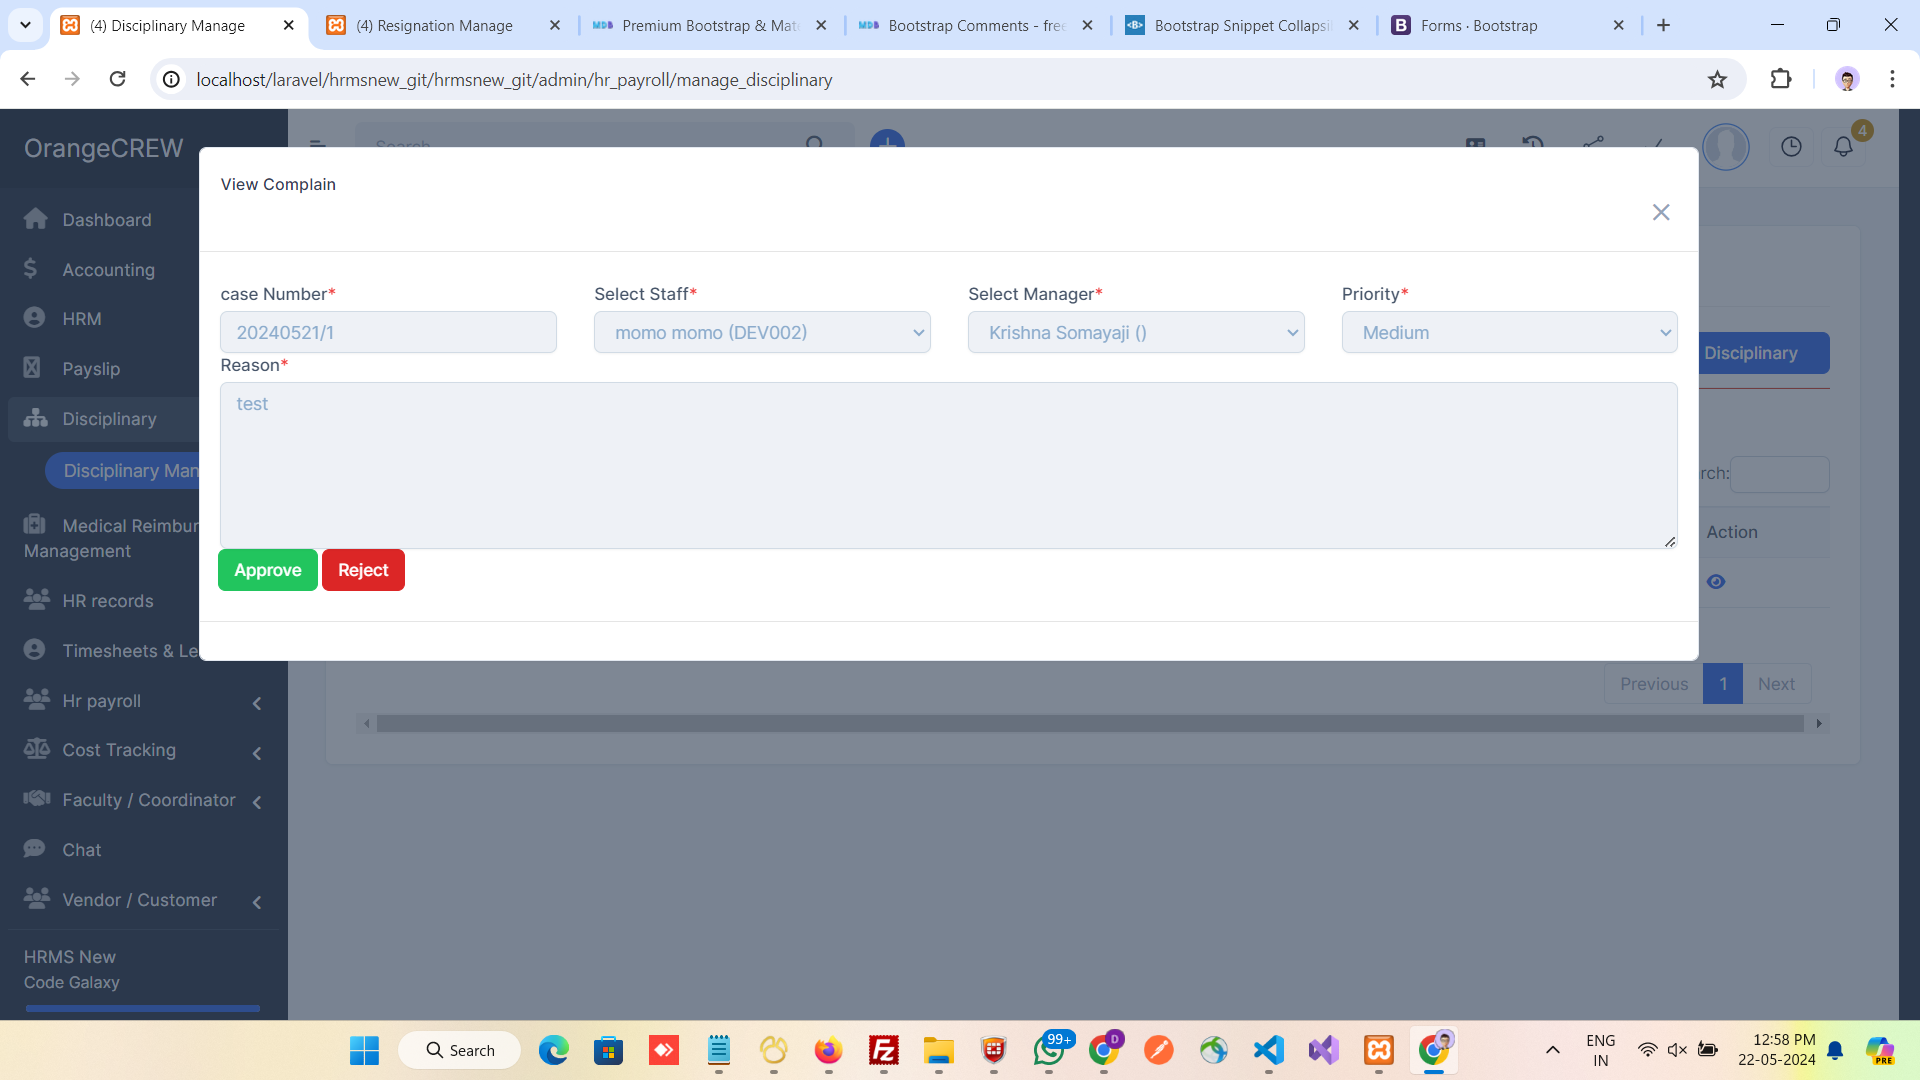 (4) Disciplinary Manage
(4) Resignation Manage
Premium Bootstrap & Mate
Bootstrap Comments - free
Bootstrap Snippet Collapsi
Forms · Bootstrap
localhost/laravel/hrmsnew_git/hrmsnew_git/admin/hr_payroll/manage_disciplinary
OrangeCREW
Search
4
View Complain
Dashboard
Accounting
HRM
Payslip
Disciplinary
Disciplinary Man
Medical Reimbur
Management
HR records
Timesheets & Le
Hr payroll
Cost Tracking
Faculty / Coordinator
Chat
Vendor / Customer
HRMS New
Code Galaxy
case Number*
Select Staff*
Select Manager*
Priority*
20240521/1
momo momo (DEV002)
Krishna Somayaji ()
Medium
Reason*
test
Approve
Reject
Disciplinary
rch:
Action
Previous
1
Next
Search
99+
D
ENG
IN
12:58 PM
22-05-2024
PRE